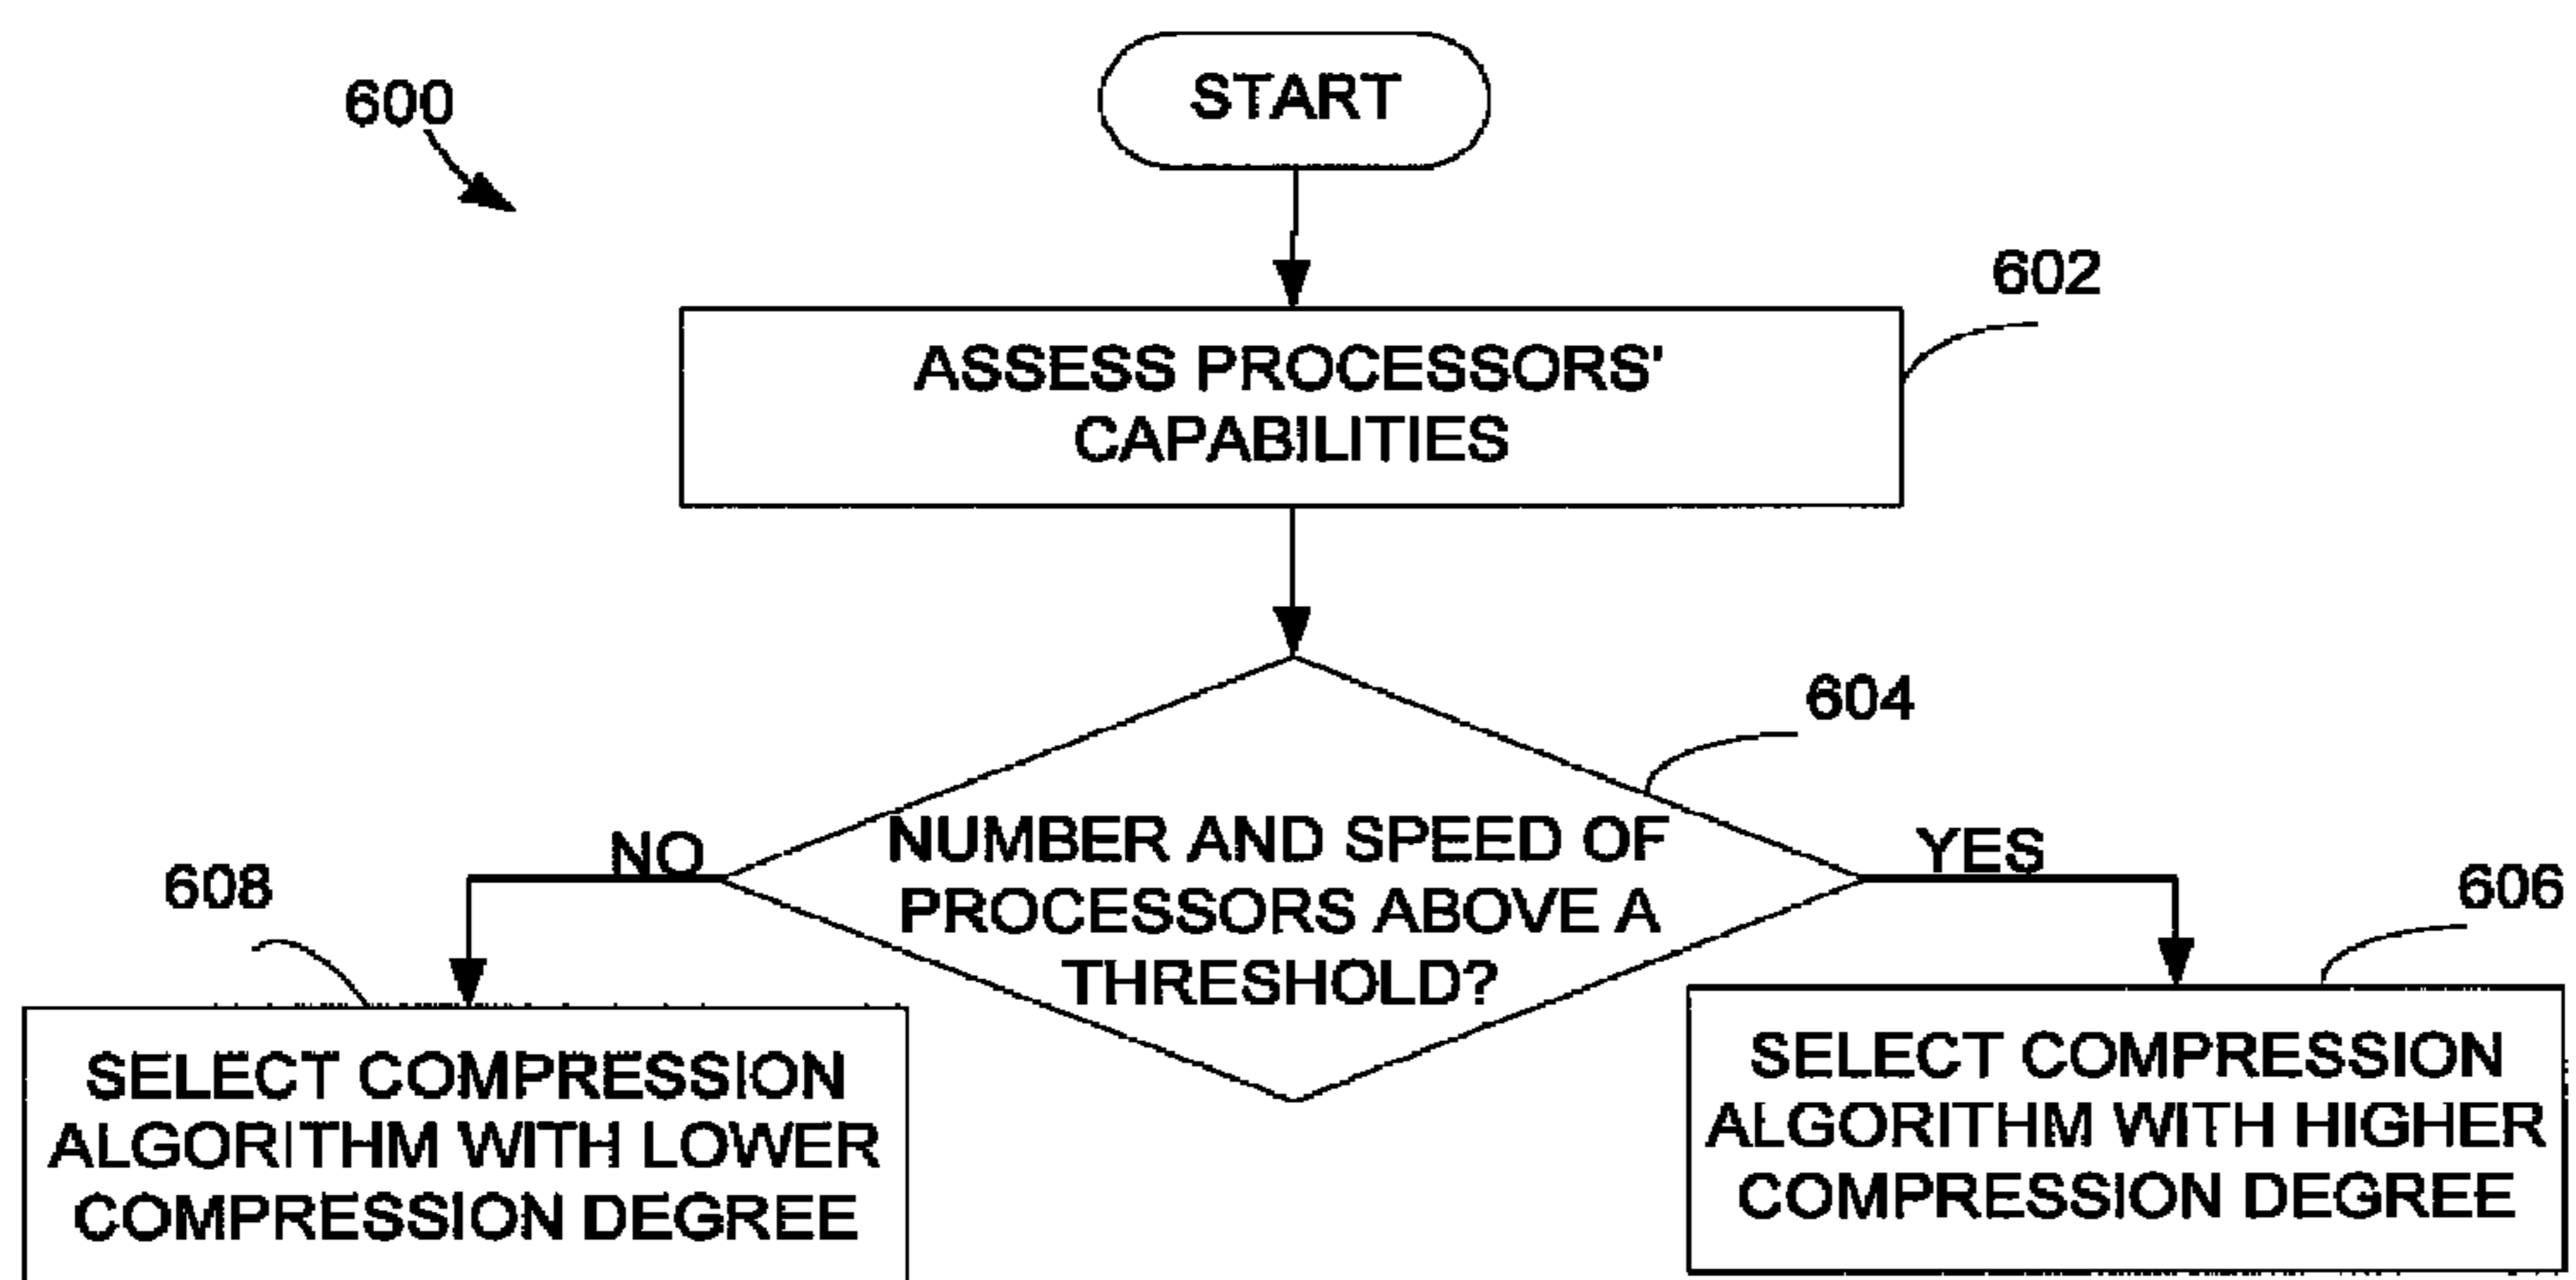 600
START
602
ASSESS PROCESSORS'
CAPABILITIES
604
NUMBER AND SPEED OF
PROCESSORS ABOVE A
THRESHOLD?
NO
YES
608
606
SELECT COMPRESSION
ALGORITHM WITH LOWER
COMPRESSION DEGREE
SELECT COMPRESSION
ALGORITHM WITH HIGHER
COMPRESSION DEGREE